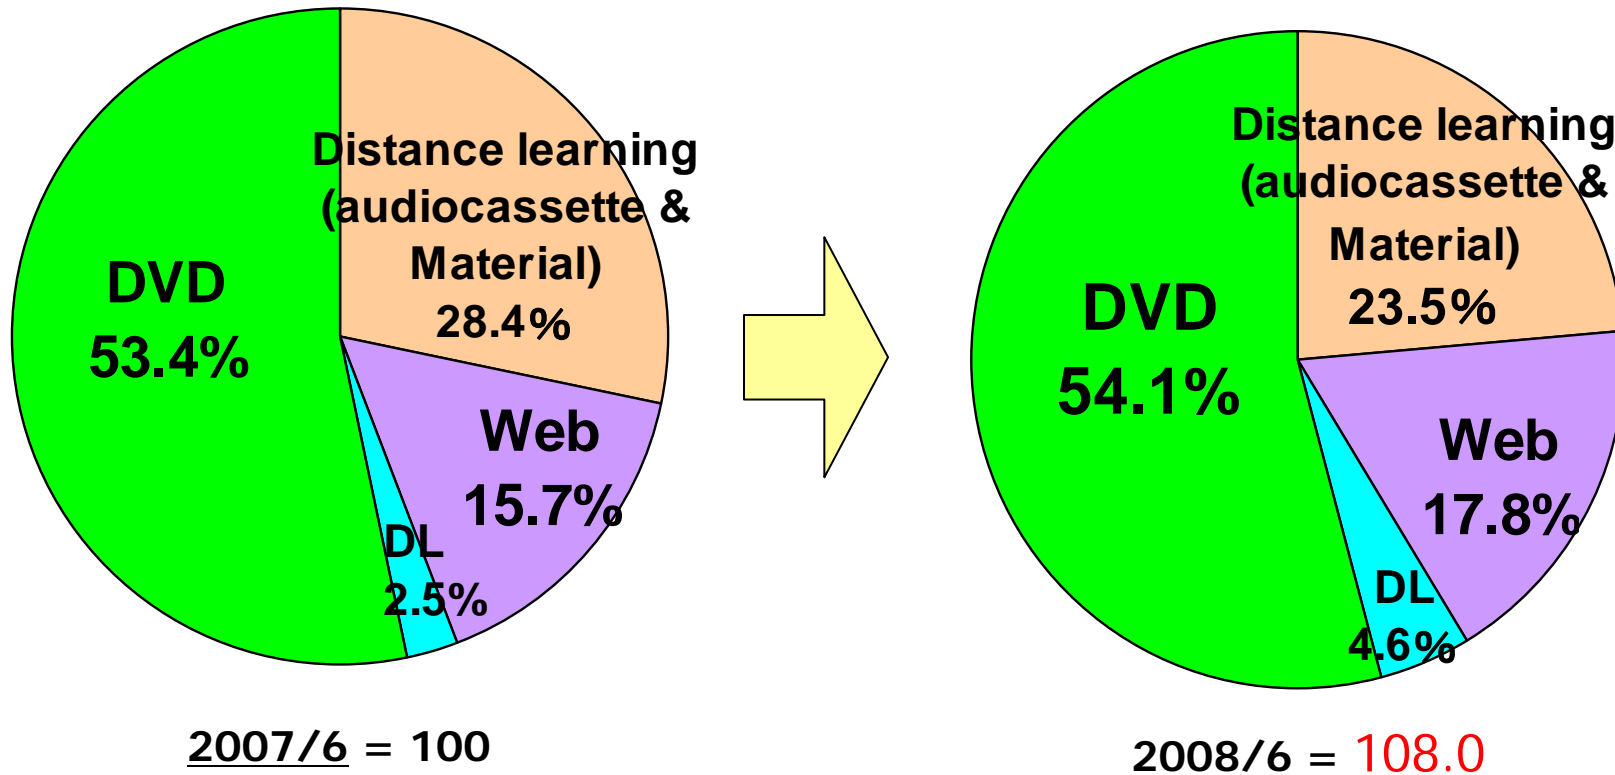 Distance learning
(audiocassette &
Material)
28.4%
DVD
53.4%
Web
15.7%
DL
2.5%
2007/6 = 100
Distance learning
(audiocassette &
Material)
23.5%
DVD
54.1%
Web
17.8%
DL
4.6%
2008/6 = 108.0